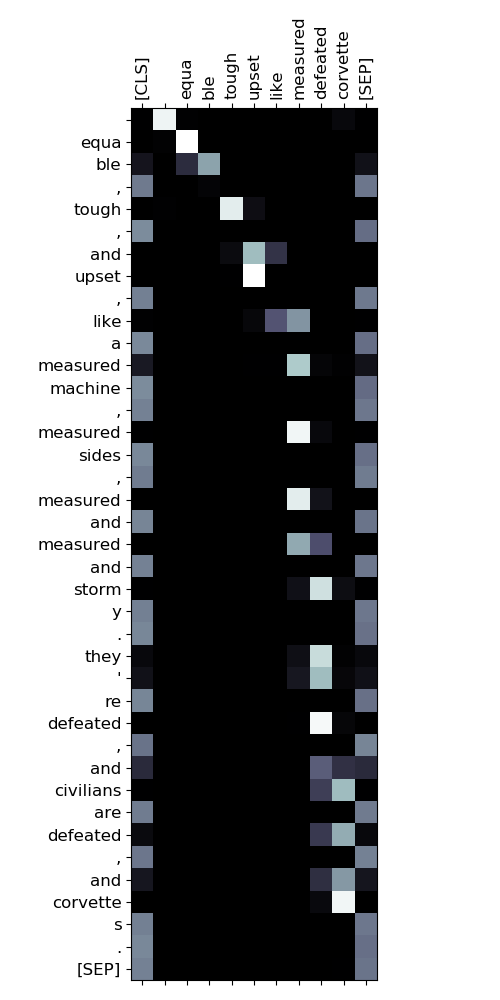 [CLS] equa ble tough upset like measured defeated corvette [SEP]
equa
ble
,
tough
,
and
upset
,
like
a
measured
machine
,
measured
sides
,
measured
and
measured
and
storm
y
.
they
'
re
defeated
,
and
civilians
are
defeated
,
and
corvette
s
.
[SEP]